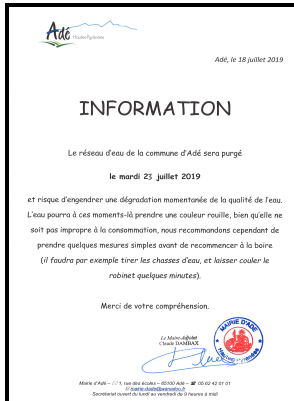 Adé Hautes-Pyrénées
Adé, le 18 juillet 2019
INFORMATION
Le réseau d'eau de la commune d'Adé sera purgé
le mardi 23 juillet 2019
et risque d'engendrer une dégradation momentanée de la qualité de l'eau.
L'eau pourra à ces moments-là prendre une couleur rouille, bien qu'elle ne
soit pas impropre à la consommation, nous recommandons cependant de
prendre quelques mesures simples avant de recommencer à la boire
(il faudra par exemple tirer les chasses d'eau, et laisser couler le
robinet quelques minutes).
Merci de votre compréhension.
Le Maire-Adjoint
Claude DAMBAX
MAIRIE D'ADÉ
Mairie d'Adé – 1, rue des écoles – 65100 Adé – ☎ 05 62 42 01 01
Secrétariat ouvert du lundi au vendredi de 9 heures à midi